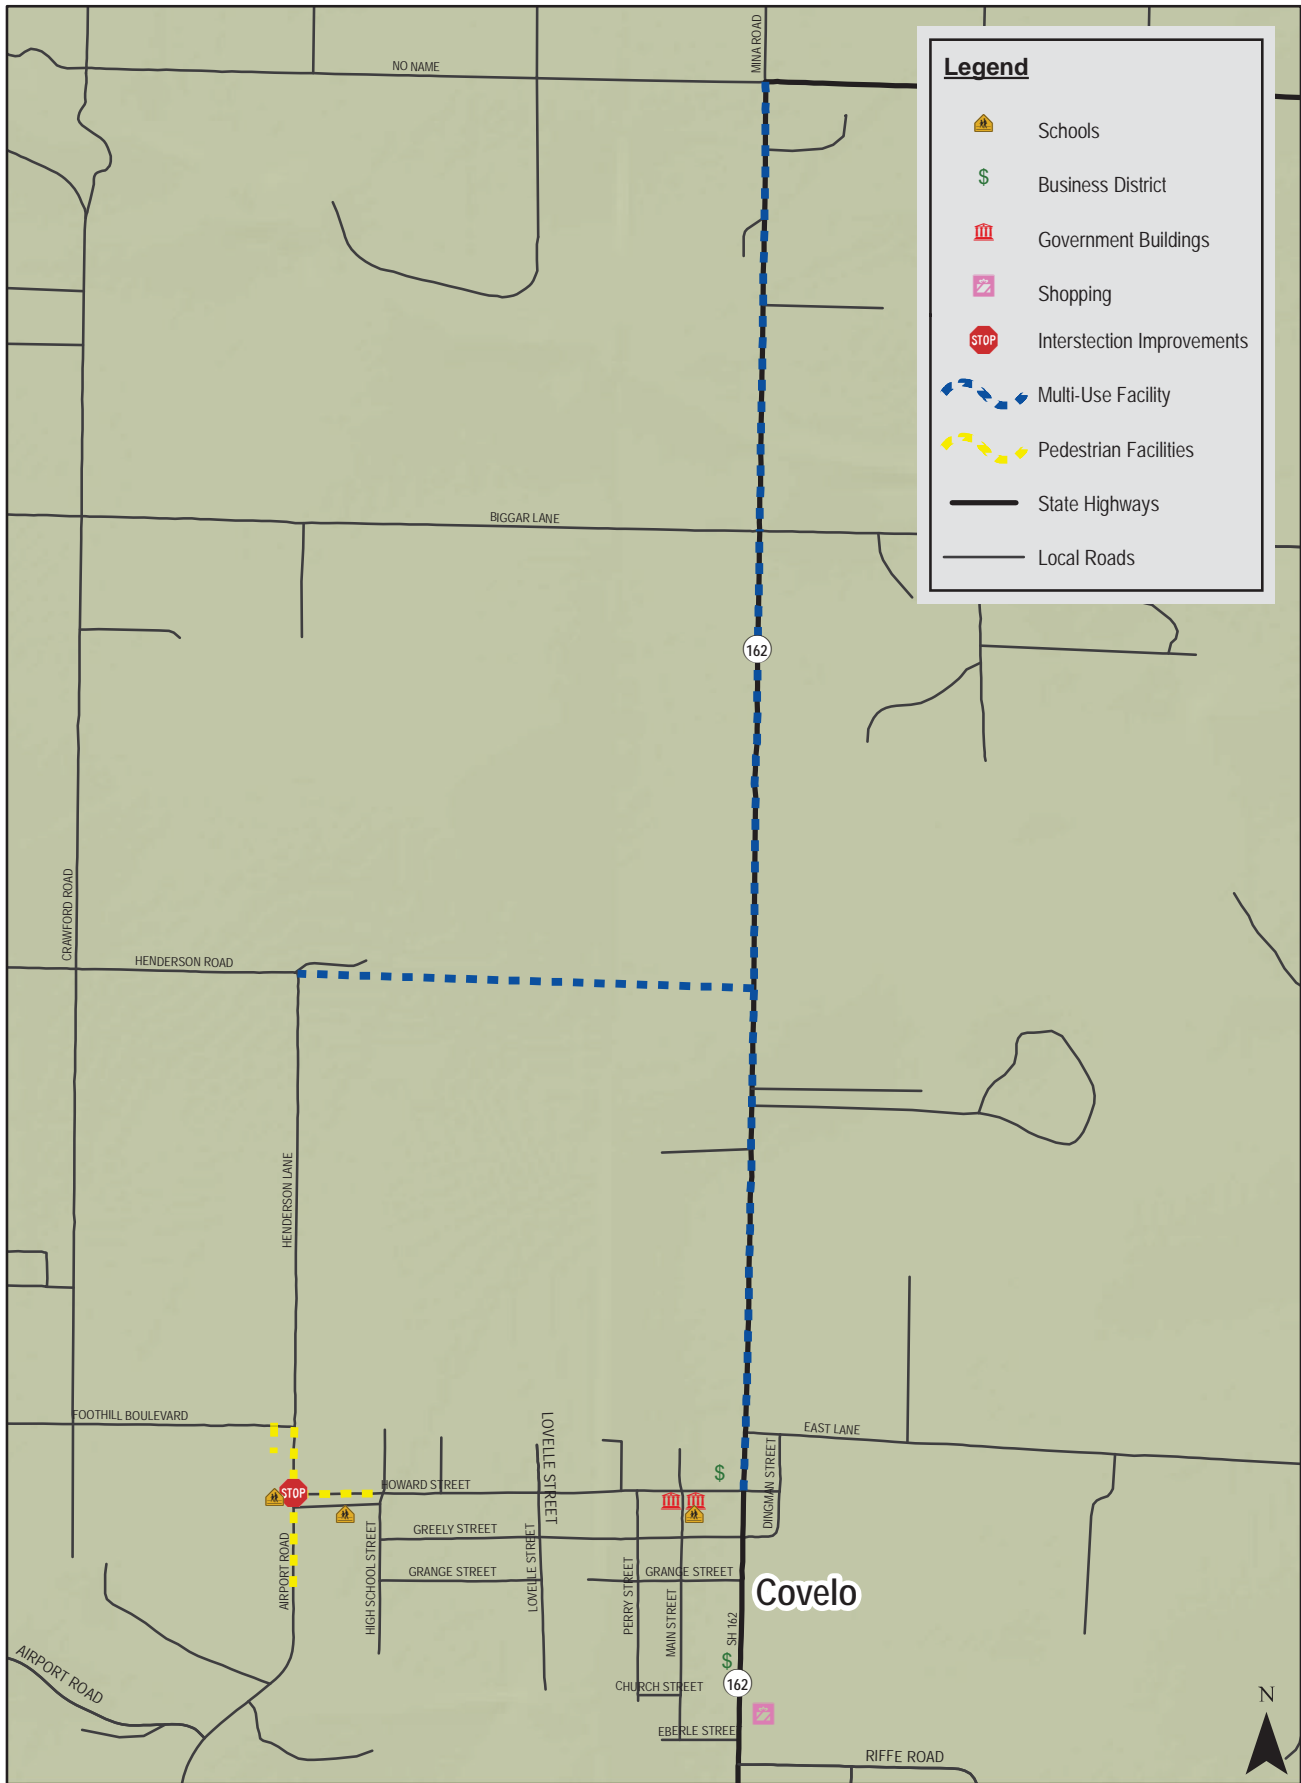 MINA ROAD
NO NAME
Legend
Schools
$
Business District
Government Buildings
Shopping
STOP
Interstection Improvements
Multi-Use Facility
Pedestrian Facilities
State Highways
Local Roads
BIGGAR LANE
162
CRAWFORD ROAD
HENDERSON ROAD
HENDERSON LANE
FOOTHILL BOULEVARD
LOVELLE STREET
EAST LANE
DINGMAN STREET
$
HOWARD STREET
STOP
GREELY STREET
AIRPORT ROAD
HIGH SCHOOL STREET
GRANGE STREET
LOVELLE STREET
PERRY STREET
GRANGE STREET
MAIN STREET
Covelo
SH 162
$
162
AIRPORT ROAD
CHURCH STREET
EBERLE STREE
RIFFE ROAD
N